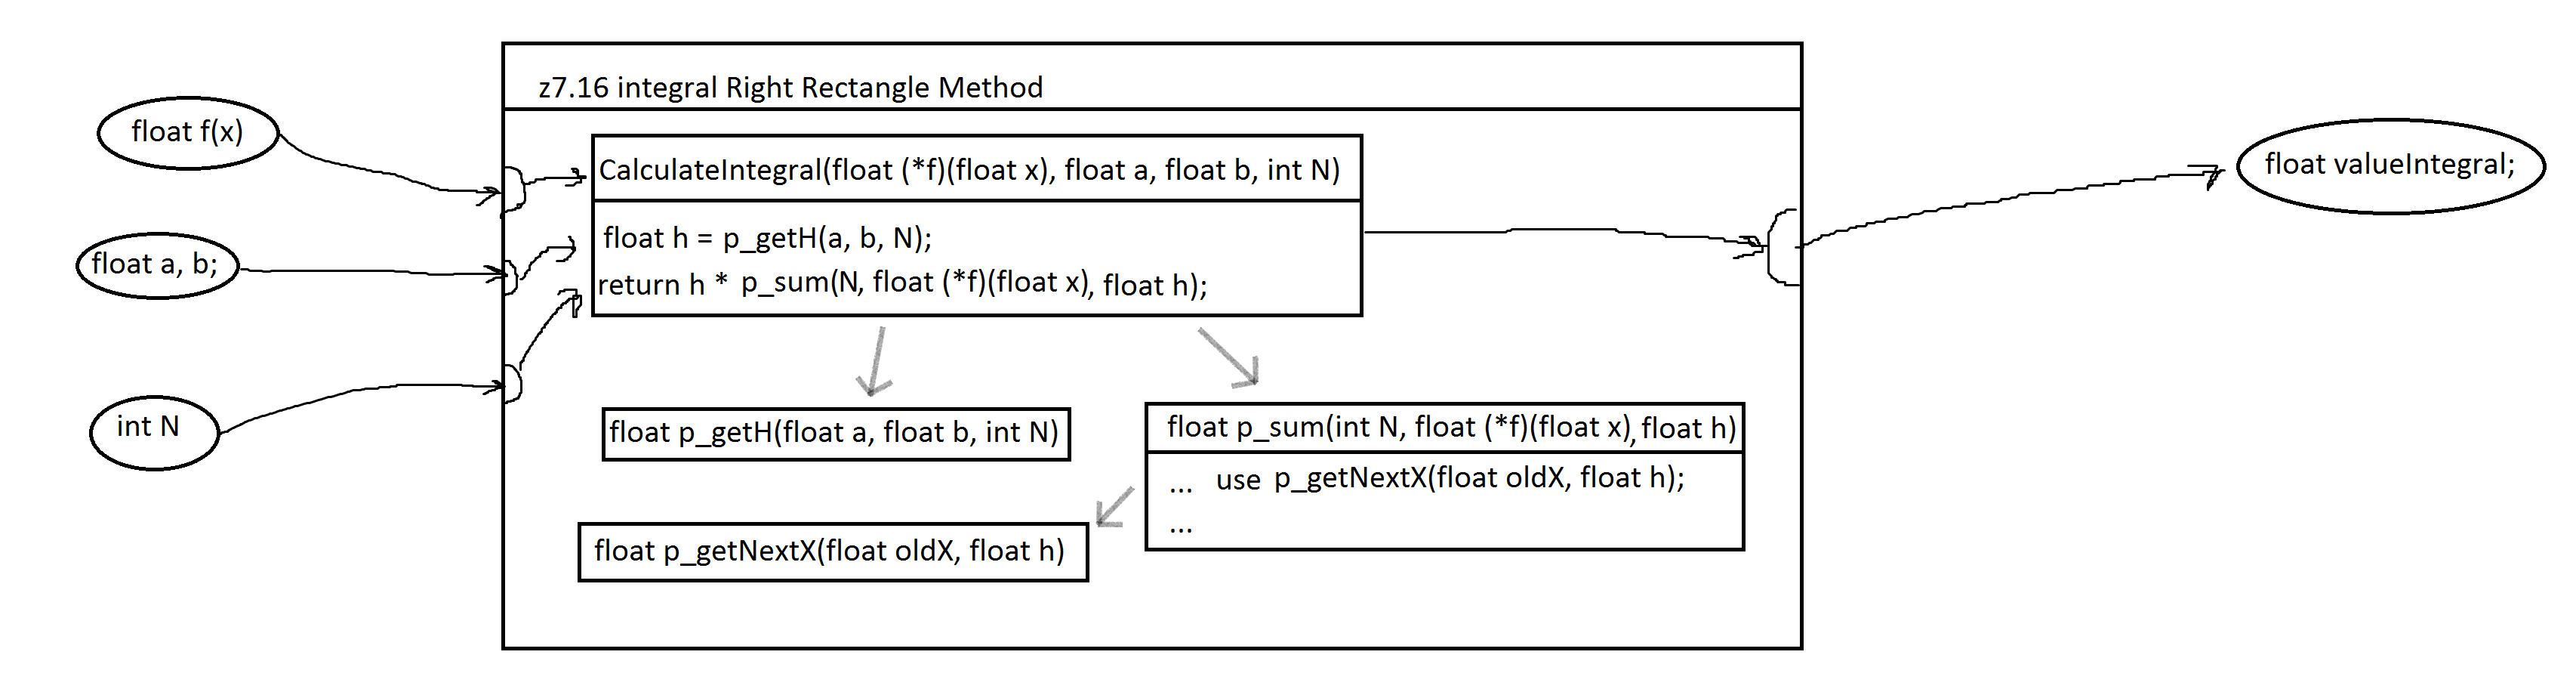 z7.16 integral Right Rectangle Method
float f(x)
float a, b;
int N
CalculateIntegral(float (*f)(float x), float a, float b, int N)
float h = p_getH(a, b, N);
return h * p_sum(N, float (*f)(float x), float h);
float p_getH(float a, float b, int N)
float p_sum(int N, float (*f)(float x), float h)
... use p_getNextX(float oldX, float h);
...
float p_getNextX(float oldX, float h)
float valueIntegral;